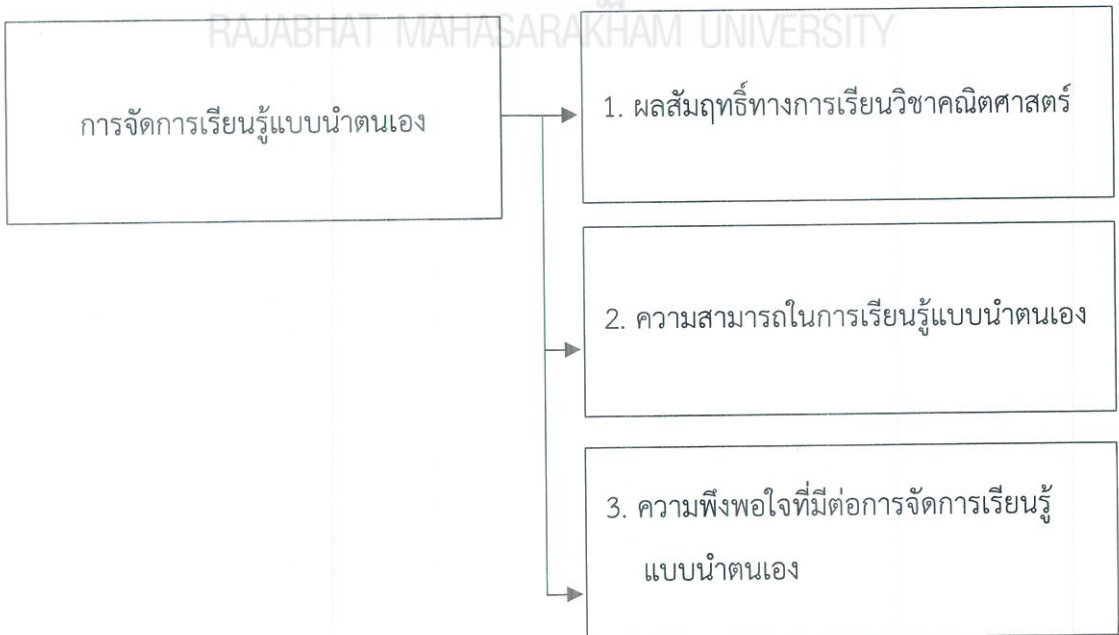 RAJABHAT MAHASARAKHAM UNIVERSITY
การจัดการเรียนรู้แบบนำตนเอง
1. ผลสัมฤทธิ์ทางการเรียนวิชาคณิตศาสตร์
2. ความสามารถในการเรียนรู้แบบนำตนเอง
3. ความพึงพอใจที่มีต่อการจัดการเรียนรู้
แบบนำตนเอง